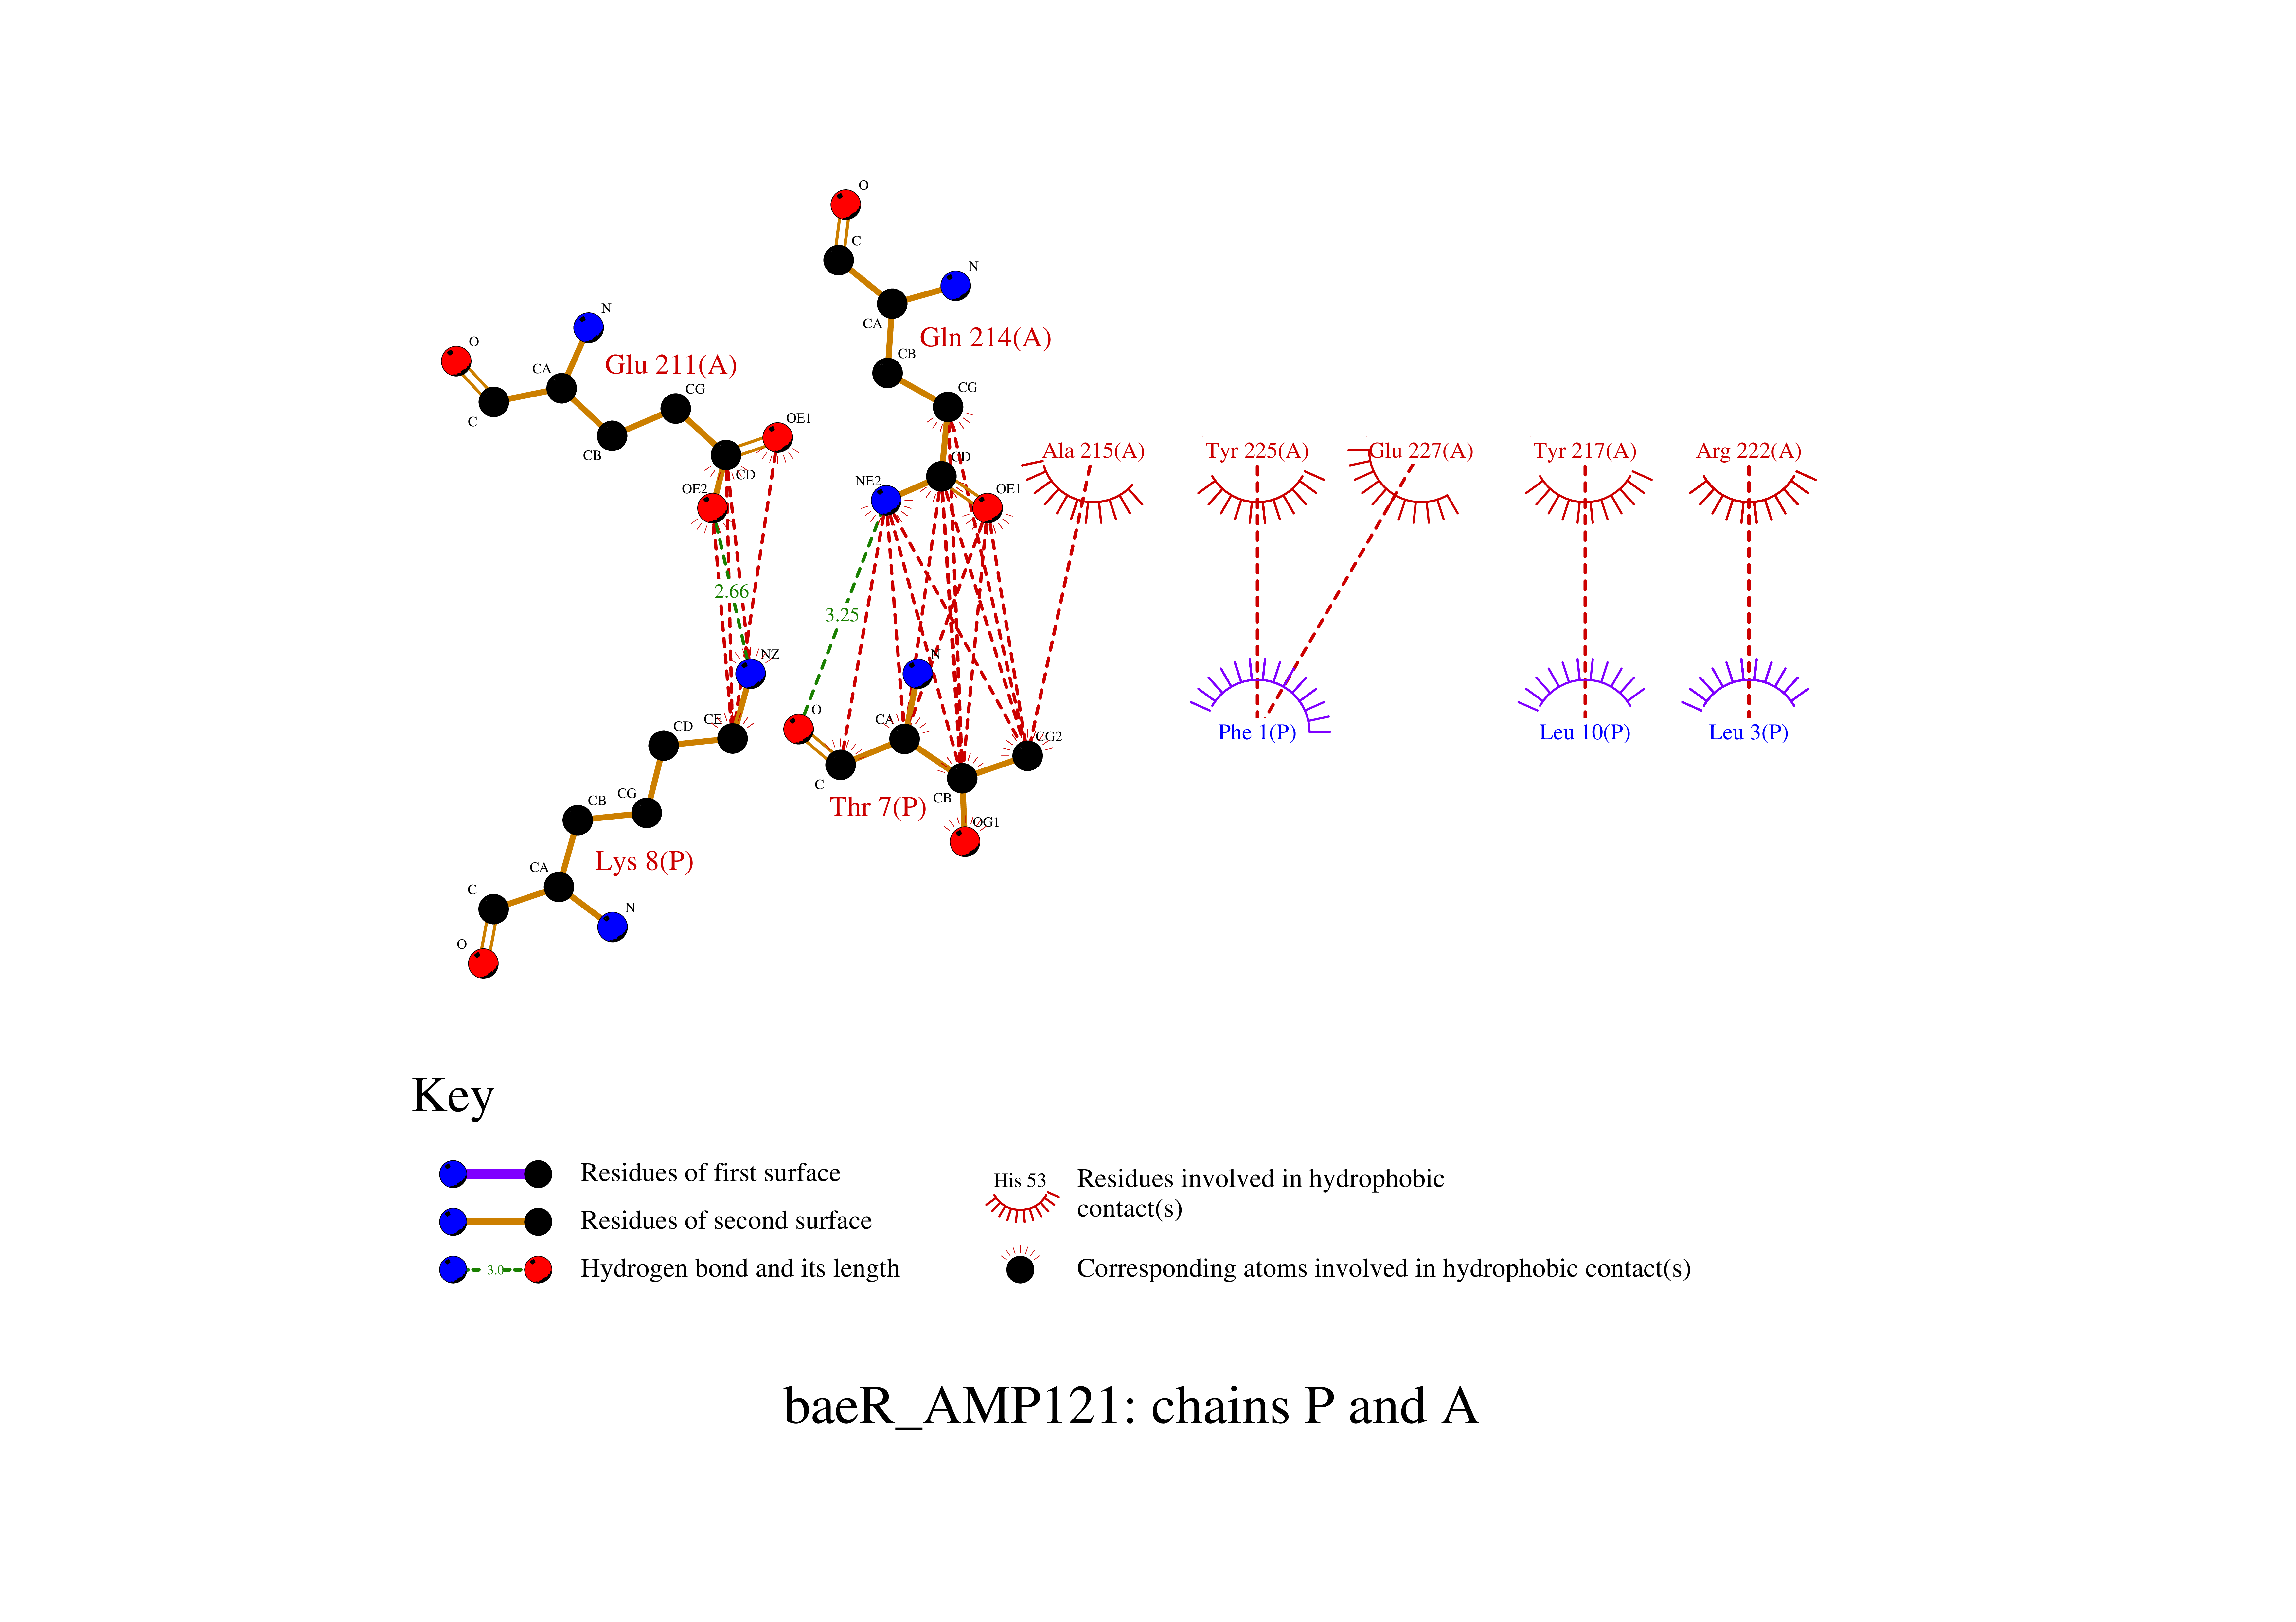 O
C
N
CA
Gln 214(A)
CB
CG
CD
NE2
OE1
N
O
CA
Glu 211(A)
C
CG
CB
OE1
CD
OE2
Ala 215(A)
Tyr 225(A)
Glu 227(A)
Tyr 217(A)
Arg 222(A)
2.66
3.25
NZ
CE
CD
CB
CG
Lys 8(P)
CA
C
N
O
N
O
CA
CG2
C
CB
Thr 7(P)
OG1
Phe 1(P)
Leu 10(P)
Leu 3(P)
Key
Residues of first surface
Residues of second surface
3.0
Hydrogen bond and its length
His 53
Residues involved in hydrophobic
contact(s)
Corresponding atoms involved in hydrophobic contact(s)
baeR_AMP121: chains P and A